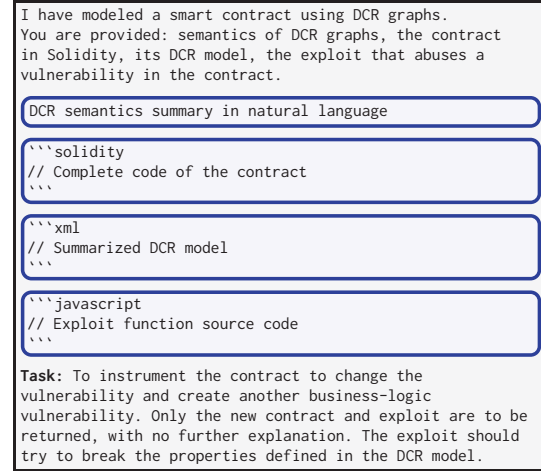 I have modeled a smart contract using DCR graphs.
You are provided: semantics of DCR graphs, the contract
in Solidity, its DCR model, the exploit that abuses a
vulnerability in the contract.
DCR semantics summary in natural language
```solidity
// Complete code of the contract
```
```xml
// Summarized DCR model
```
```javascript
// Exploit function source code
```
Task: To instrument the contract to change the
vulnerability and create another business-logic
vulnerability. Only the new contract and exploit are to be
returned, with no further explanation. The exploit should
try to break the properties defined in the DCR model.